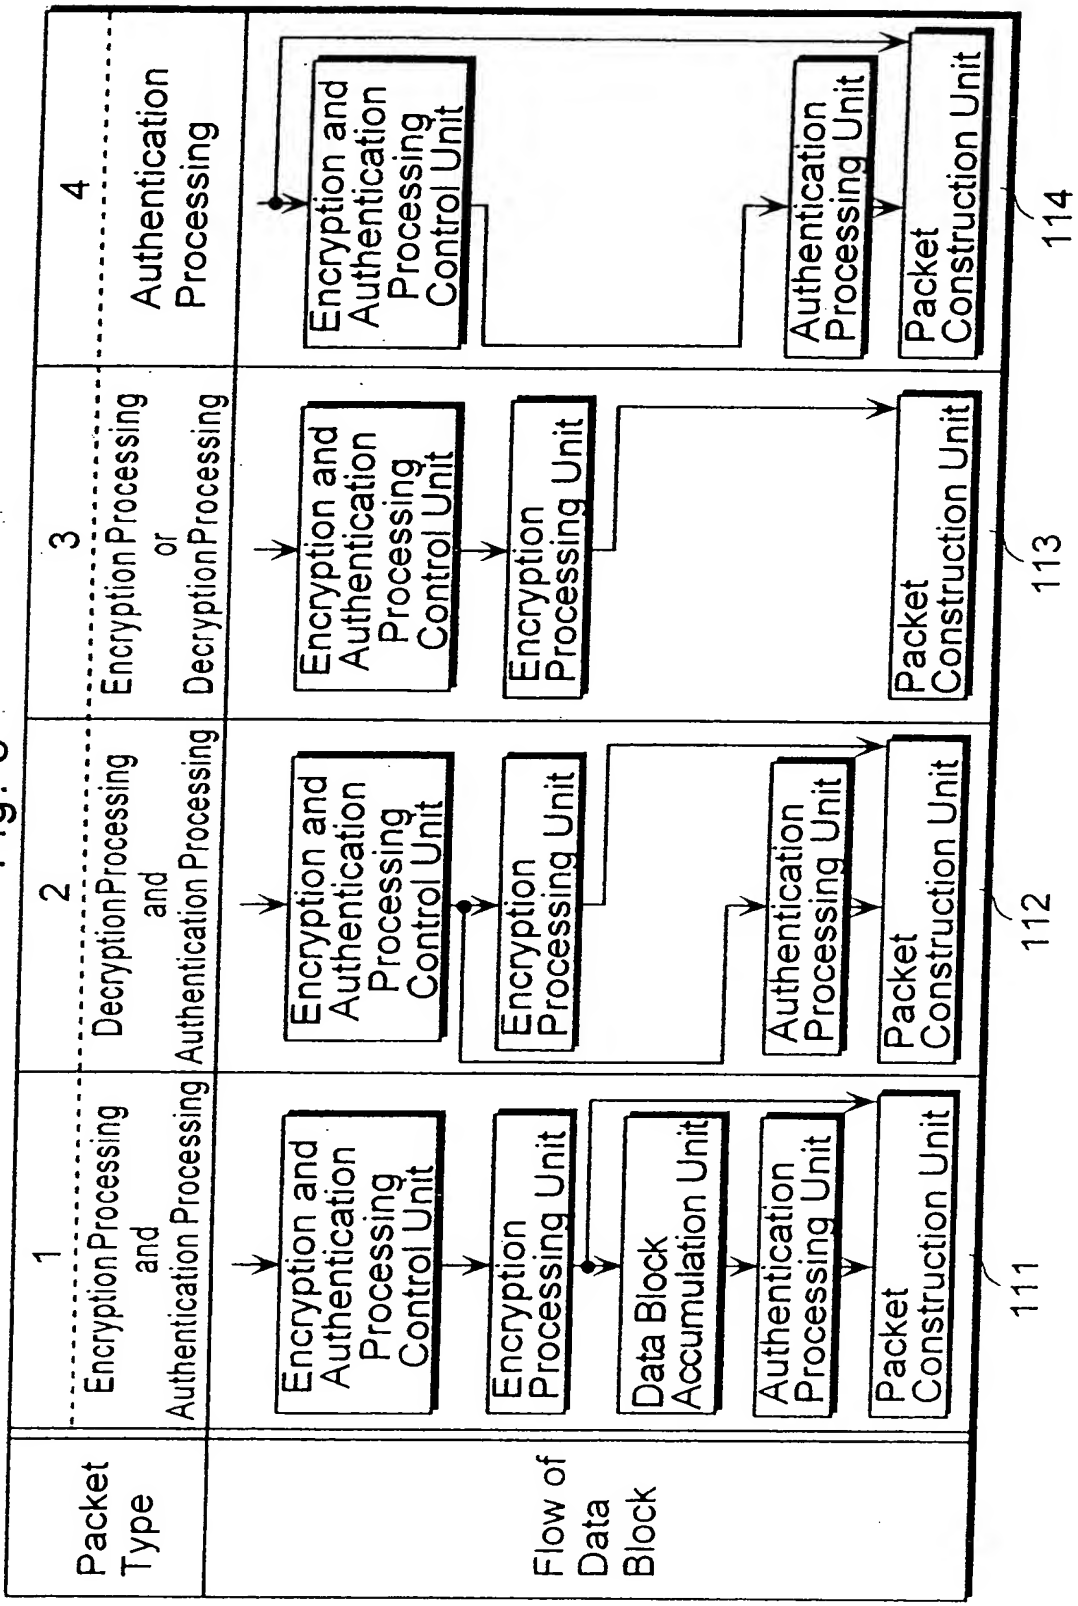 Packet
Type
1
Encryption Processing
and
Authentication Processing
2
Decryption Processing
and
Authentication Processing
3
Encryption Processing
or
Decryption Processing
4
Authentication
Processing
Flow of
Data
Block
Encryption and
Authentication
Processing
Control Unit
Encryption
Processing Unit
Data Block
Accumulation Unit
Authentication
Processing Unit
Packet
Construction Unit
111
Encryption and
Authentication
Processing
Control Unit
Encryption
Processing Unit
Authentication
Processing Unit
Packet
Construction Unit
112
Encryption and
Authentication
Processing
Control Unit
Encryption
Processing Unit
Packet
Construction Unit
113
Encryption and
Authentication
Processing
Control Unit
Authentication
Processing Unit
Packet
Construction Unit
114